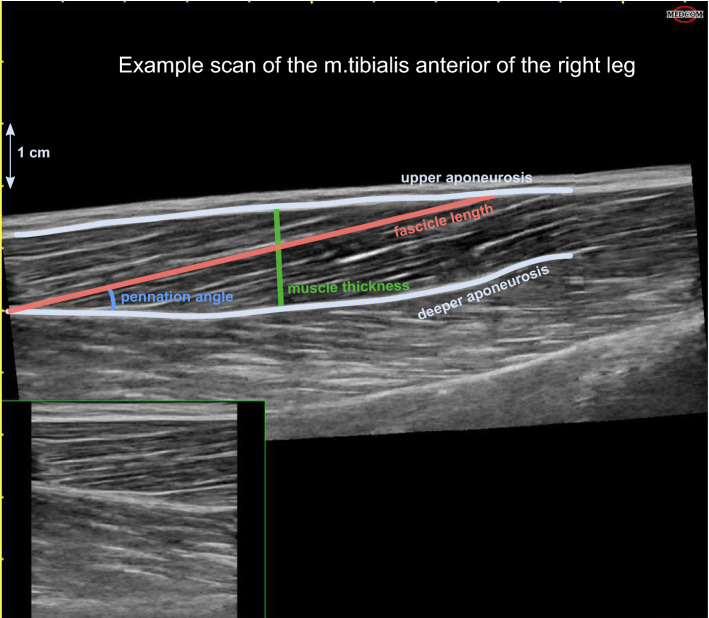 MEDCOM
Example scan of the m.tibialis anterior of the right leg
1 cm
upper aponeurosis
fascicle length
pennation angle
muscle thickness
deeper aponeurosis